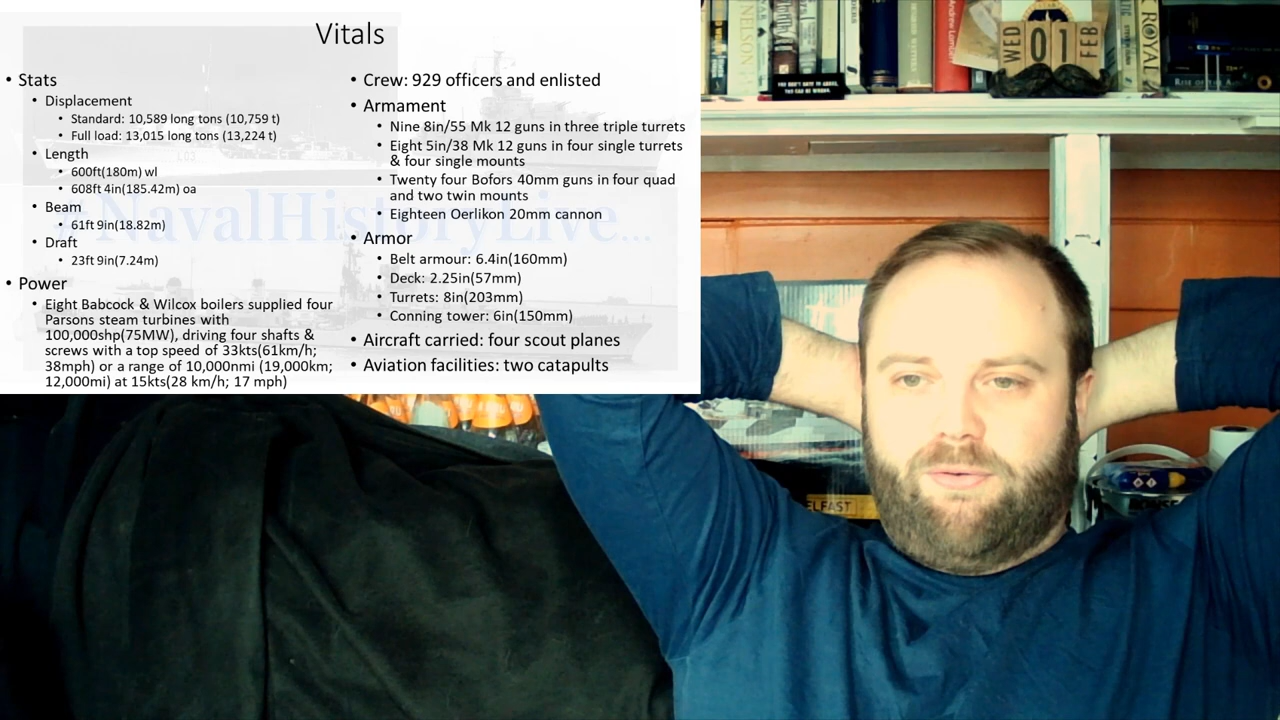 Vitals
• Stats
• Displacement
• Standard: 10,589 long tons (10,759 t)
• Full load: 13,015 long tons (13,224 t)
• Length
• 600ft(180m) wl
• 608ft 4in(185.42m) oa
• Beam
• 61ft 9in(18.82m)
• Draft
• 23ft 9in(7.24m)
• Power
• Eight Babcock & Wilcox boilers supplied four
Parsons steam turbines with
100,000shp(75MW), driving four shafts &
screws with a top speed of 33kts(61km/h;
38mph) or a range of 10,000nmi (19,000km;
12,000mi) at 15kts(28 km/h; 17 mph)
• Crew: 929 officers and enlisted
• Armament
• Nine 8in/55 Mk 12 guns in three triple turrets
• Eight 5in/38 Mk 12 guns in four single turrets
& four single mounts
• Twenty four Bofors 40mm guns in four quad
and two twin mounts
• Eighteen Oerlikon 20mm cannon
• Armor
• Belt armour: 6.4in(160mm)
• Deck: 2.25in(57mm)
• Turrets: 8in(203mm)
• Conning tower: 6in(150mm)
• Aircraft carried: four scout planes
• Aviation facilities: two catapults
#NavalHistoryLive...
L03
NELSON
Andrew Lambert
WED 01 FEB
ROYAL
ELFAST